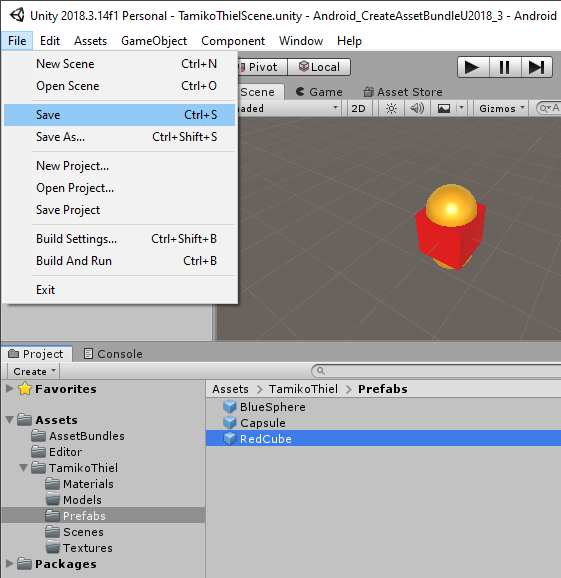 Unity 2018.3.14f1 Personal - TamikoThielScene.unity - Android_CreateAssetBundleU2018_3 - Android
File Edit Assets GameObject Component Window Help
New Scene Ctrl+N
Open Scene Ctrl+O
Save Ctrl+S
Save As... Ctrl+Shift+S
New Project...
Open Project...
Save Project
Build Settings... Ctrl+Shift+B
Build And Run Ctrl+B
Exit
Pivot Local
Scene Game Asset Store
aded 2D Gizmos A
Project Console
Create
Favorites
Assets
AssetBundles
Editor
TamikoThiel
Materials
Models
Prefabs
Scenes
Textures
Packages
Assets > TamikoThiel > Prefabs
BlueSphere
Capsule
RedCube